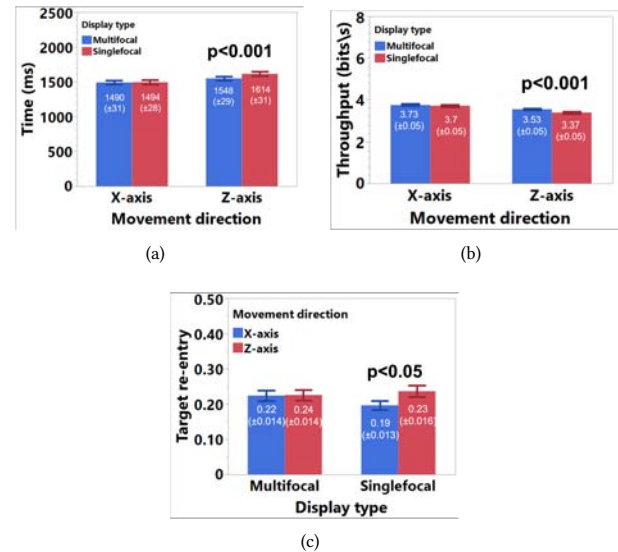 Display type
Multifocal
Singlefocal
p<0.001
Time (ms)
2500
2000
1500
1000
500
0
1490
(±31)
1494
(±28)
1548
(±29)
1614
(±31)
X-axis
Z-axis
Movement direction
(a)
Display type
Multifocal
Singlefocal
p<0.001
Throughput (bits\s)
8
6
4
2
0
3.73
(±0.05)
3.7
(±0.05)
3.53
(±0.05)
3.37
(±0.05)
X-axis
Z-axis
Movement direction
(b)
Movement direction
X-axis
Z-axis
p<0.05
Target re-entry
0.50
0.40
0.30
0.20
0.10
0
0.22
(±0.014)
0.24
(±0.014)
0.19
(±0.013)
0.23
(±0.016)
Multifocal
Singlefocal
Display type
(c)